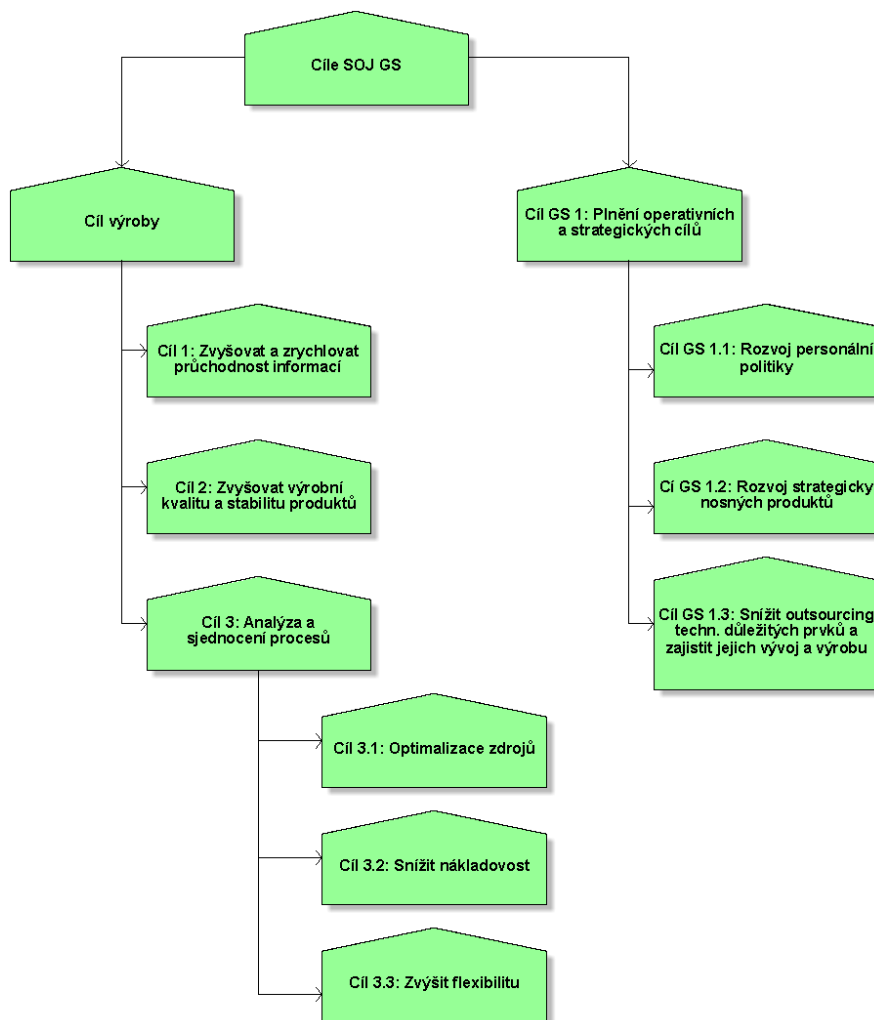 Cíle SOJ GS
Cíl výroby
Cíl GS 1: Plnění operativních
a strategických cílů
Cíl 1: Zvyšovat a zrychlovat
průchodnost informací
Cíl GS 1.1: Rozvoj personální
politiky
Cíl 2: Zvyšovat výrobní
kvalitu a stabilitu produktů
Cí GS 1.2: Rozvoj strategicky
nosných produktů
Cíl 3: Analýza a
sjednocení procesů
Cíl GS 1.3: Snížit outsourcing
techn. důležitých prvků a
zajistit jejich vývoj a výrobu
Cíl 3.1: Optimalizace zdrojů
Cíl 3.2: Snížit nákladovost
Cíl 3.3: Zvýšit flexibilitu